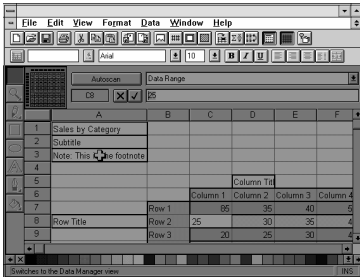 File Edit View Format Data Window Help
Arial 10 B I U
Autoscan Data Range
C8 25
A B C D E F
1 Sales by Category
2 Subtitle
3 Note: This is the footnote
4
5 Column Titl
6 Column 1 Column 2 Column 3 Column 4
7 Row 1 85 35 40 5
8 Row Title Row 2 25 30 35 4
9 Row 3 20 25 30 4
Switches to the Data Manager view INS